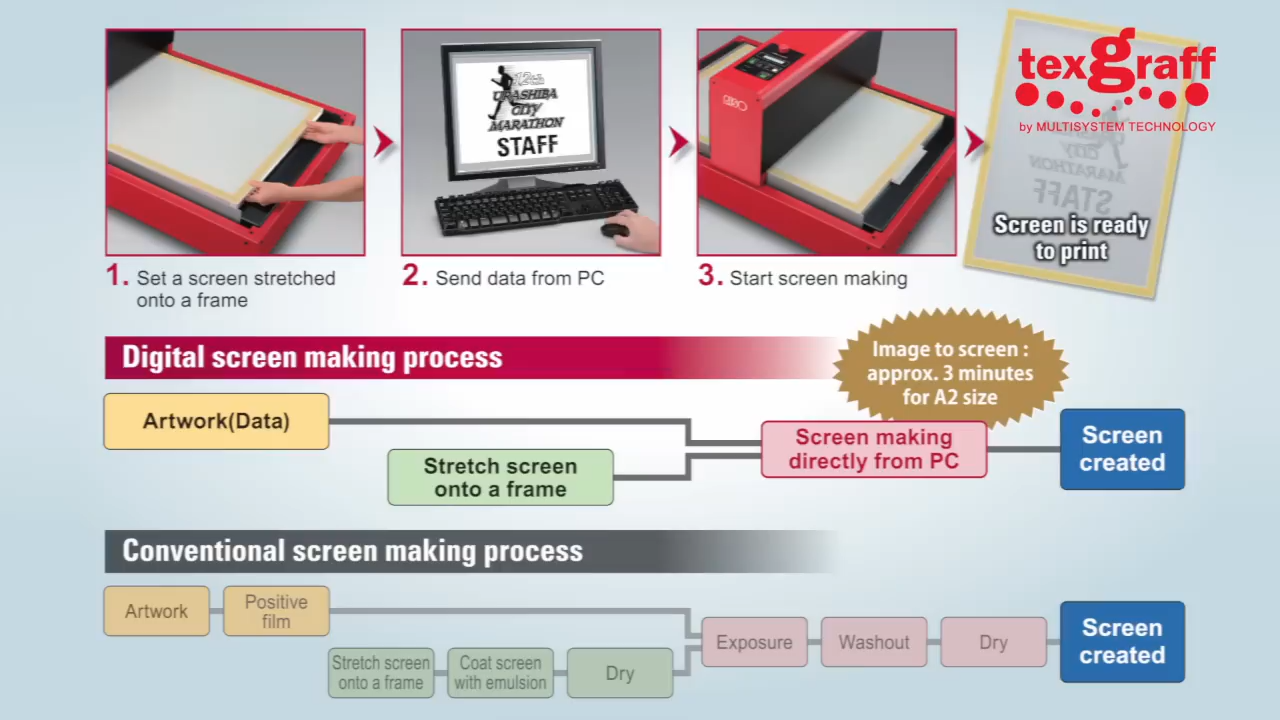 texgraff
by MULTISYSTEM TECHNOLOGY
URASHIBA
CITY
MARATHON
STAFF
MARATHON
STAFF
Screen is ready
to print
1. Set a screen stretched
onto a frame
2. Send data from PC
3. Start screen making
Digital screen making process
Image to screen :
approx. 3 minutes
for A2 size
Artwork(Data)
Stretch screen
onto a frame
Screen making
directly from PC
Screen
created
Conventional screen making process
Artwork
Positive
film
Stretch screen
onto a frame
Coat screen
with emulsion
Dry
Exposure
Washout
Dry
Screen
created